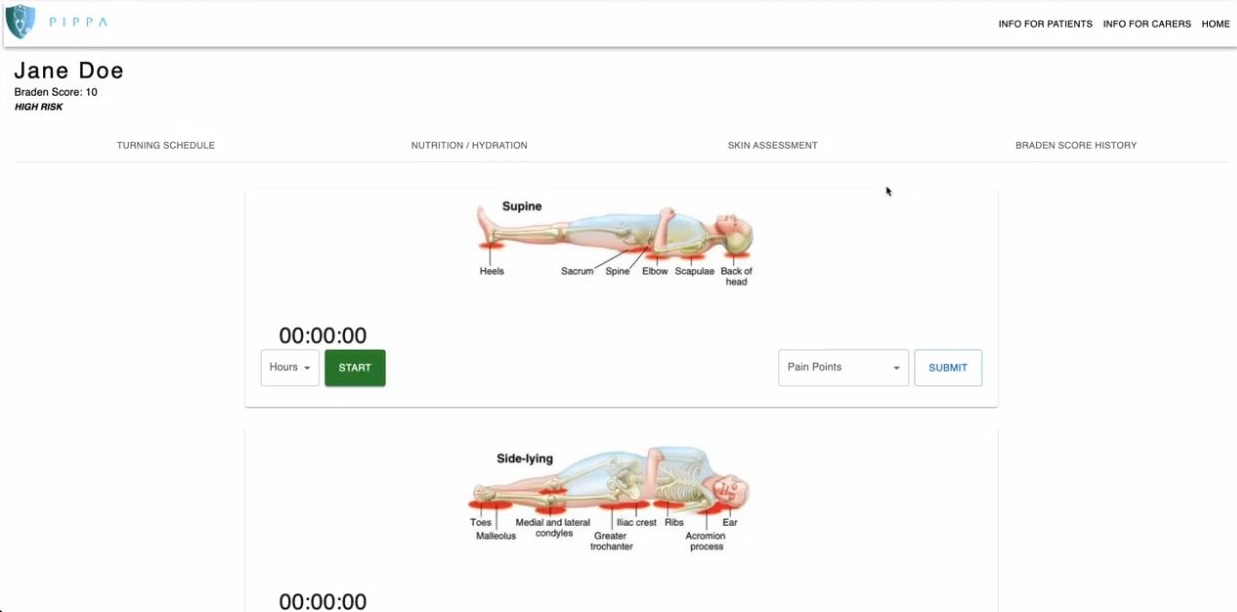 PIPPA
INFO FOR PATIENTS INFO FOR CARERS HOME
Jane Doe
Braden Score: 10
HIGH RISK
TURNING SCHEDULE NUTRITION / HYDRATION SKIN ASSESSMENT BRADEN SCORE HISTORY
Supine
Heels Sacrum Spine Elbow Scapulae Back of
head
00:00:00
Hours START Pain Points SUBMIT
Side-lying
Toes Medial and lateral Iliac crest Ribs Ear
Malleolus condyles Greater Acromion
trochanter process
00:00:00